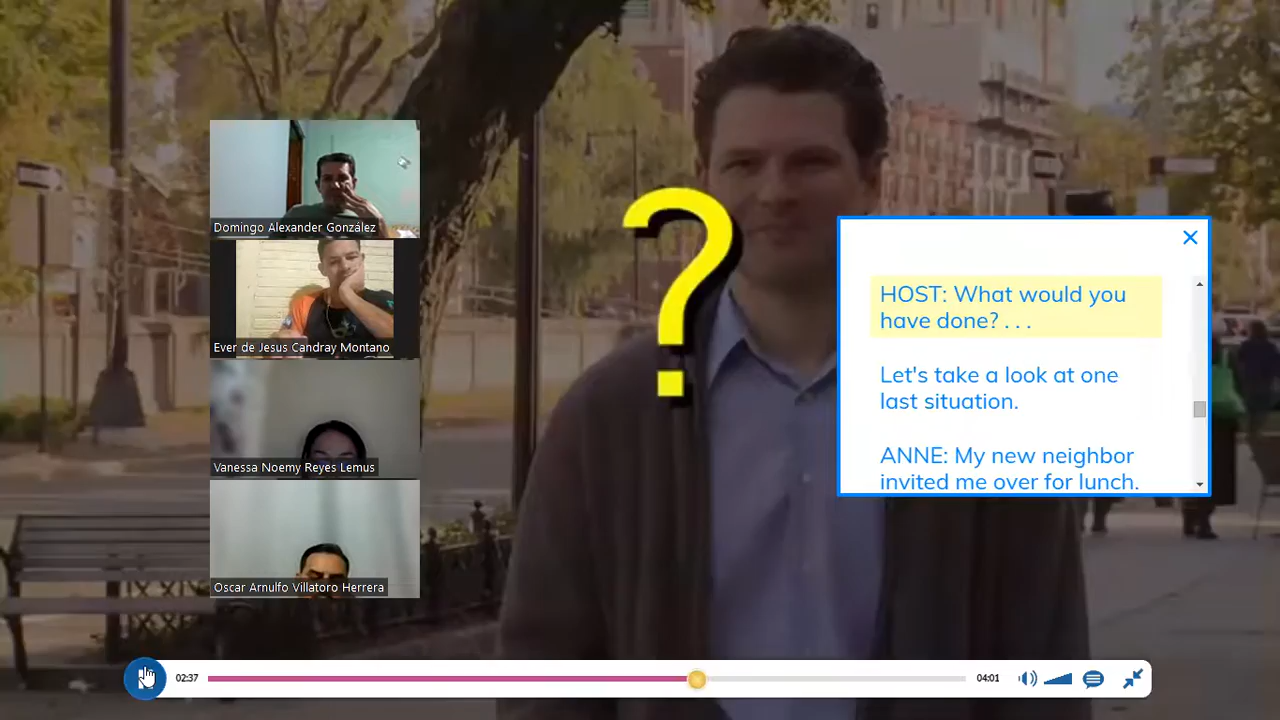 Domingo Alexander González
Ever de Jesus Candray Montano
Vanessa Noemy Reyes Lemus
Oscar Arnulfo Villatoro Herrera
?
HOST: What would you
have done? . . .
Let's take a look at one
last situation.
ANNE: My new neighbor
invited me over for lunch.
02:37
04:01